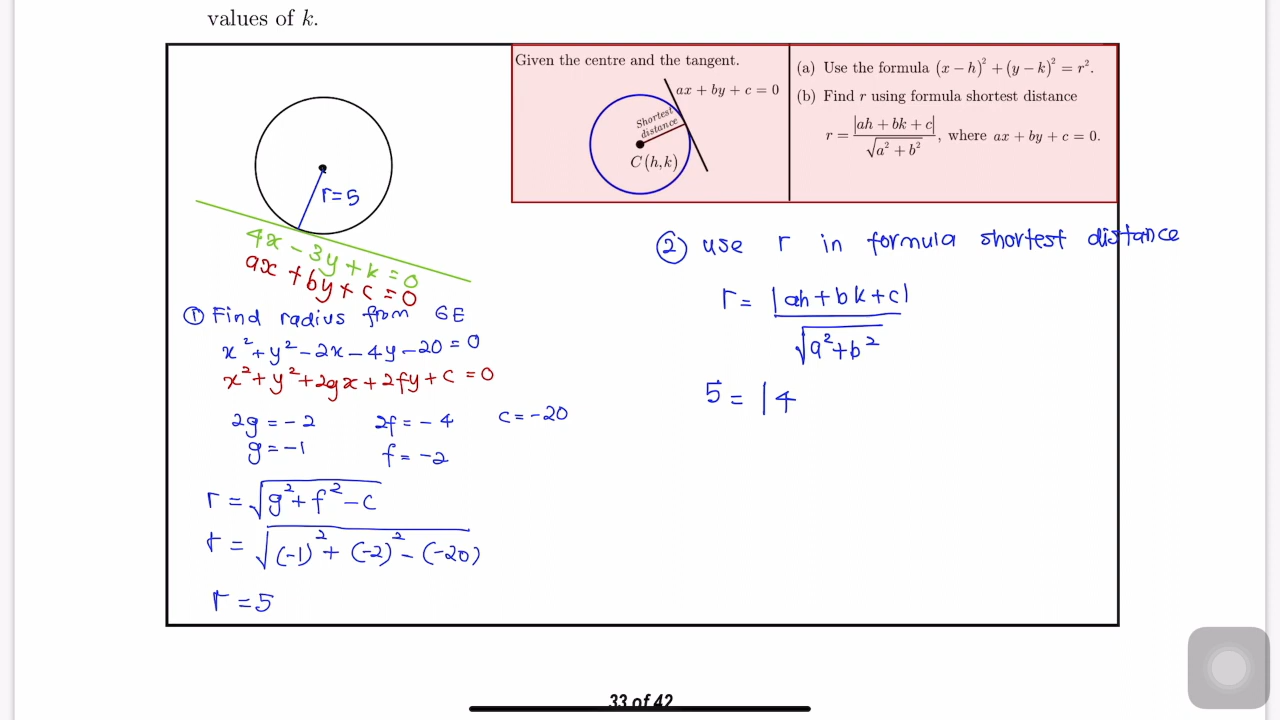 values of k.
Given the centre and the tangent.
ax + by + c = 0
Shortest
distance
C (h, k)
(a) Use the formula (x − h)² + (y − k)² = r².
(b) Find r using formula shortest distance
r = |ah + bk + c| / √(a² + b²), where ax + by + c = 0.
r=5
4x − 3y + k = 0
ax + by + c = 0
① Find radius from GE
x² + y² − 2x − 4y − 20 = 0
x² + y² + 2gx + 2fy + c = 0
2g = −2 2f = −4 c = −20
g = −1 f = −2
r = √(g² + f² − c)
r = √((−1)² + (−2)² − (−20))
r = 5
② use r in formula shortest distance
r = |ah + bk + c| / √(a² + b²)
5 = |4
33 of 42